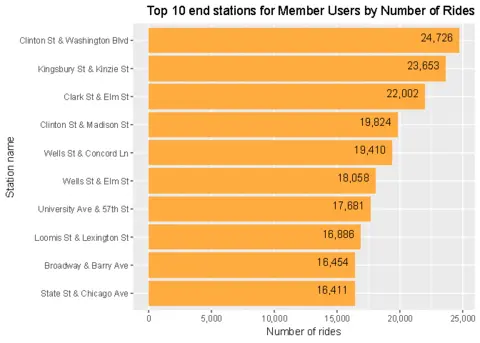 Top 10 end stations for Member Users by Number of Rides
Station name
Clinton St & Washington Blvd 24,726
Kingsbury St & Kinzie St 23,653
Clark St & Elm St 22,002
Clinton St & Madison St 19,824
Wells St & Concord Ln 19,410
Wells St & Elm St 18,058
University Ave & 57th St 17,681
Loomis St & Lexington St 16,886
Broadway & Barry Ave 16,454
State St & Chicago Ave 16,411
0 5,000 10,000 15,000 20,000 25,000
Number of rides